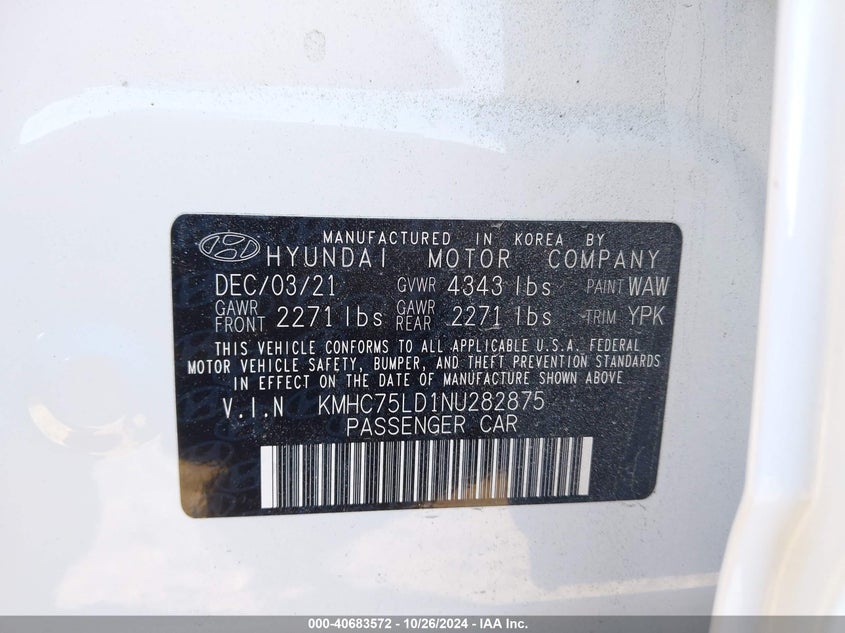 MANUFACTURED IN KOREA BY
HYUNDAI MOTOR COMPANY
DEC/03/21 GVWR 4343 lbs PAINT WAW
GAWR FRONT 2271 lbs GAWR REAR 2271 lbs TRIM YPK
THIS VEHICLE CONFORMS TO ALL APPLICABLE U.S.A. FEDERAL
MOTOR VEHICLE SAFETY, BUMPER, AND THEFT PREVENTION STANDARDS
IN EFFECT ON THE DATE OF MANUFACTURE SHOWN ABOVE
V.I.N KMHC75LD1NU282875
PASSENGER CAR
000-40683572 - 10/26/2024 - IAA Inc.